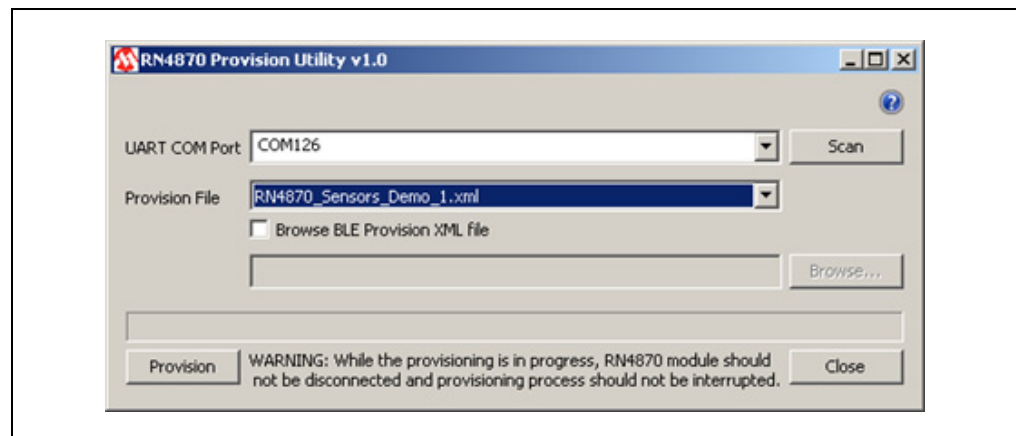 RN4870 Provision Utility v1.0
UART COM Port COM126 Scan
Provision File RN4870_Sensors_Demo_1.xml
Browse BLE Provision XML file
Browse...
Provision WARNING: While the provisioning is in progress, RN4870 module should
not be disconnected and provisioning process should not be interrupted. Close